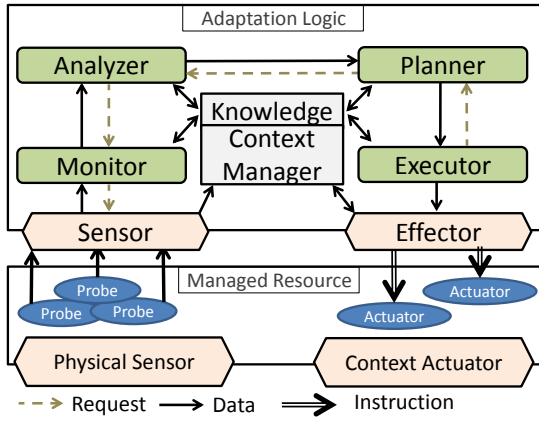 Adaptation Logic
Analyzer
Planner
Knowledge
Context
Manager
Monitor
Executor
Sensor
Effector
Managed Resource
Probe
Probe
Probe
Actuator
Actuator
Physical Sensor
Context Actuator
Request
Data
Instruction